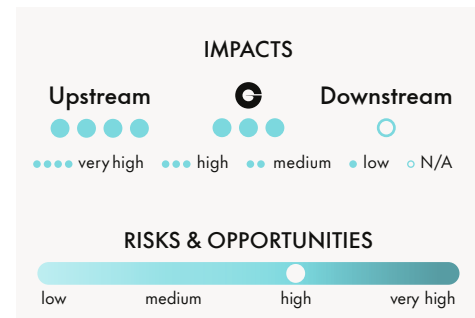 IMPACTS
Upstream Downstream
very high high medium low N/A
RISKS & OPPORTUNITIES
low medium high very high